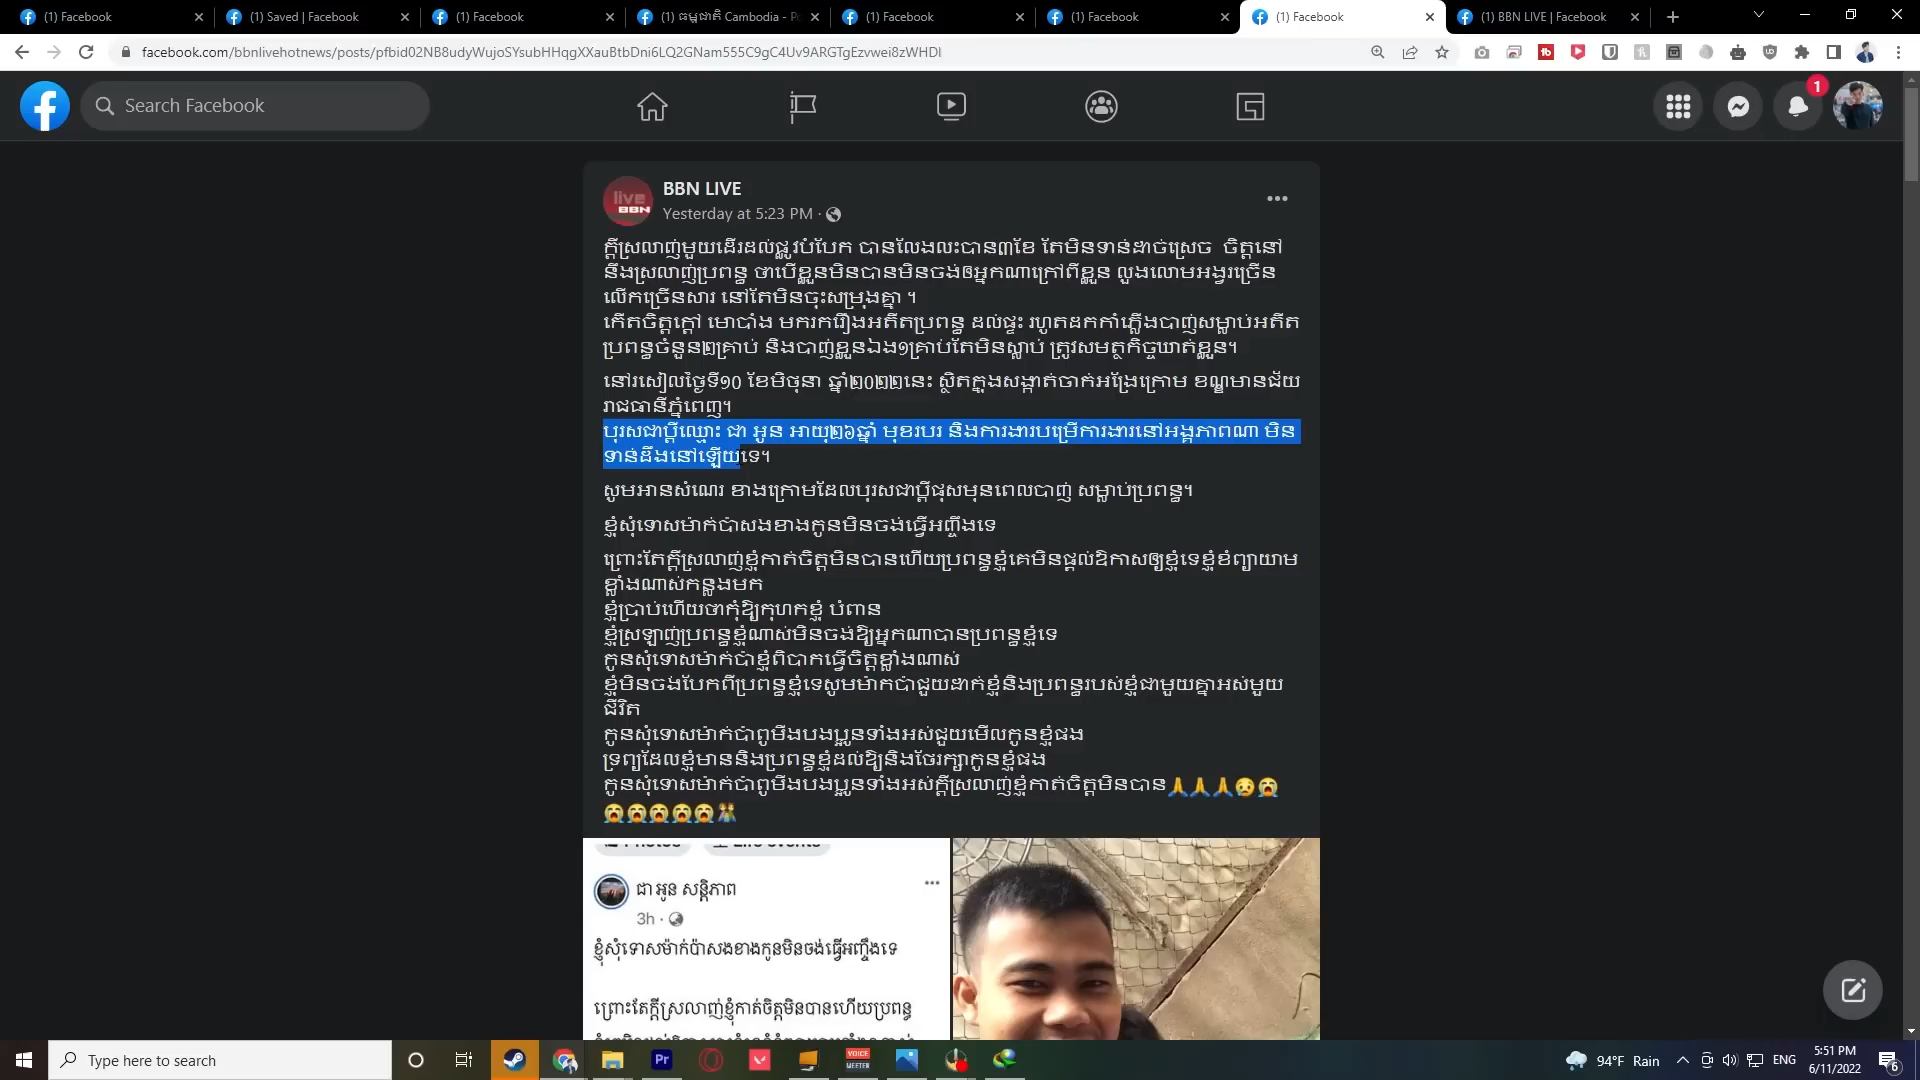 (1) Facebook
(1) Saved | Facebook
(1) Facebook
(1) ធម្មជាតិ Cambodia - Po
(1) Facebook
(1) Facebook
(1) Facebook
(1) BBN LIVE | Facebook
facebook.com/bbnlivehotnews/posts/pfbid02NB8udyWujoSYsubHHqgXXauBtbDni6LQ2GNam555C9gC4Uv9ARGTgEzvwei8zWHDl
Search Facebook
1
BBN LIVE
Yesterday at 5:23 PM ·
ក្ដីស្រលាញ់មួយដើរដល់ផ្លូវបំបែក បានលែងលះបាន៣ខែ តែមិនទាន់ដាច់ស្រេច ចិត្តនៅ
នឹងស្រលាញ់ប្រពន្ធ ថាបើខ្លួនមិនបានមិនចង់ឲអ្នកណាក្រៅពីខ្លួន លួងលោមអង្វរច្រើន
លើកច្រើនសារ នៅតែមិនចុះសម្រុងគ្នា ។
កើតចិត្តក្ដៅ មោបាំង មករករឿងអតីតប្រពន្ធ ដល់ផ្ទះ រហូតដកកាំភ្លើងបាញ់សម្លាប់អតីត
ប្រពន្ធចំនួន២គ្រាប់ និងបាញ់ខ្លួនឯង១គ្រាប់តែមិនស្លាប់ ត្រូវសមត្ថកិច្ចឃាត់ខ្លួន។
នៅរសៀលថ្ងៃទី១០ ខែមិថុនា ឆ្នាំ២០២២នេះ ស្ថិតក្នុងសង្កាត់ចាក់អង្រែក្រោម ខណ្ឌមានជ័យ
រាជធានីភ្នំពេញ។
បុរសជាប្ដីឈ្មោះ ជា អូន អាយុ២៦ឆ្នាំ មុខរបរ និងការងារបម្រើការងារនៅអង្គភាពណា មិន
ទាន់ដឹងនៅឡើយទេ។
សូមអានសំណេរ ខាងក្រោមដែលបុរសជាប្ដីផុសមុនពេលបាញ់ សម្លាប់ប្រពន្ធ។
ខ្ញុំសុំទោសម៉ាក់ប៉ាសងខាងកូនមិនចង់ធ្វើអញ្ចឹងទេ
ព្រោះតែក្ដីស្រលាញ់ខ្ញុំកាត់ចិត្តមិនបានហើយប្រពន្ធខ្ញុំគេមិនផ្ដល់ឱកាសឲ្យខ្ញុំទេខ្ញុំខំព្យាយាម
ខ្លាំងណាស់កន្លងមក
ខ្ញុំប្រាប់ហើយថាកុំឱ្យកុហកខ្ញុំ បំពាន
ខ្ញុំស្រឡាញ់ប្រពន្ធខ្ញុំណាស់មិនចង់ឱ្យអ្នកណាបានប្រពន្ធខ្ញុំទេ
កូនសុំទោសម៉ាក់ប៉ាខ្ញុំពិបាកធ្វើចិត្តខ្លាំងណាស់
ខ្ញុំមិនចង់បែកពីប្រពន្ធខ្ញុំទេសូមម៉ាក់ប៉ាជួយដាក់ខ្ញុំនិងប្រពន្ធរបស់ខ្ញុំជាមួយគ្នាអស់មួយ
ជីវិត
កូនសុំទោសម៉ាក់ប៉ាពូមីងបងប្អូនទាំងអស់ជួយមើលកូនខ្ញុំផង
ទ្រព្យដែលខ្ញុំមាននិងប្រពន្ធខ្ញុំដល់ឱ្យនិងថែរក្សាកូនខ្ញុំផង
កូនសុំទោសម៉ាក់ប៉ាពូមីងបងប្អូនទាំងអស់ក្ដីស្រលាញ់ខ្ញុំកាត់ចិត្តមិនបាន🙏🙏🙏😥😭
😭😭😭😭😭👫
ជា អូន សន្តិភាព
3h ·
ខ្ញុំសុំទោសម៉ាក់ប៉ាសងខាងកូនមិនចង់ធ្វើអញ្ចឹងទេ
ព្រោះតែក្ដីស្រលាញ់ខ្ញុំកាត់ចិត្តមិនបានហើយប្រពន្ធ
Type here to search
94°F Rain
ENG
5:51 PM
6/11/2022
6